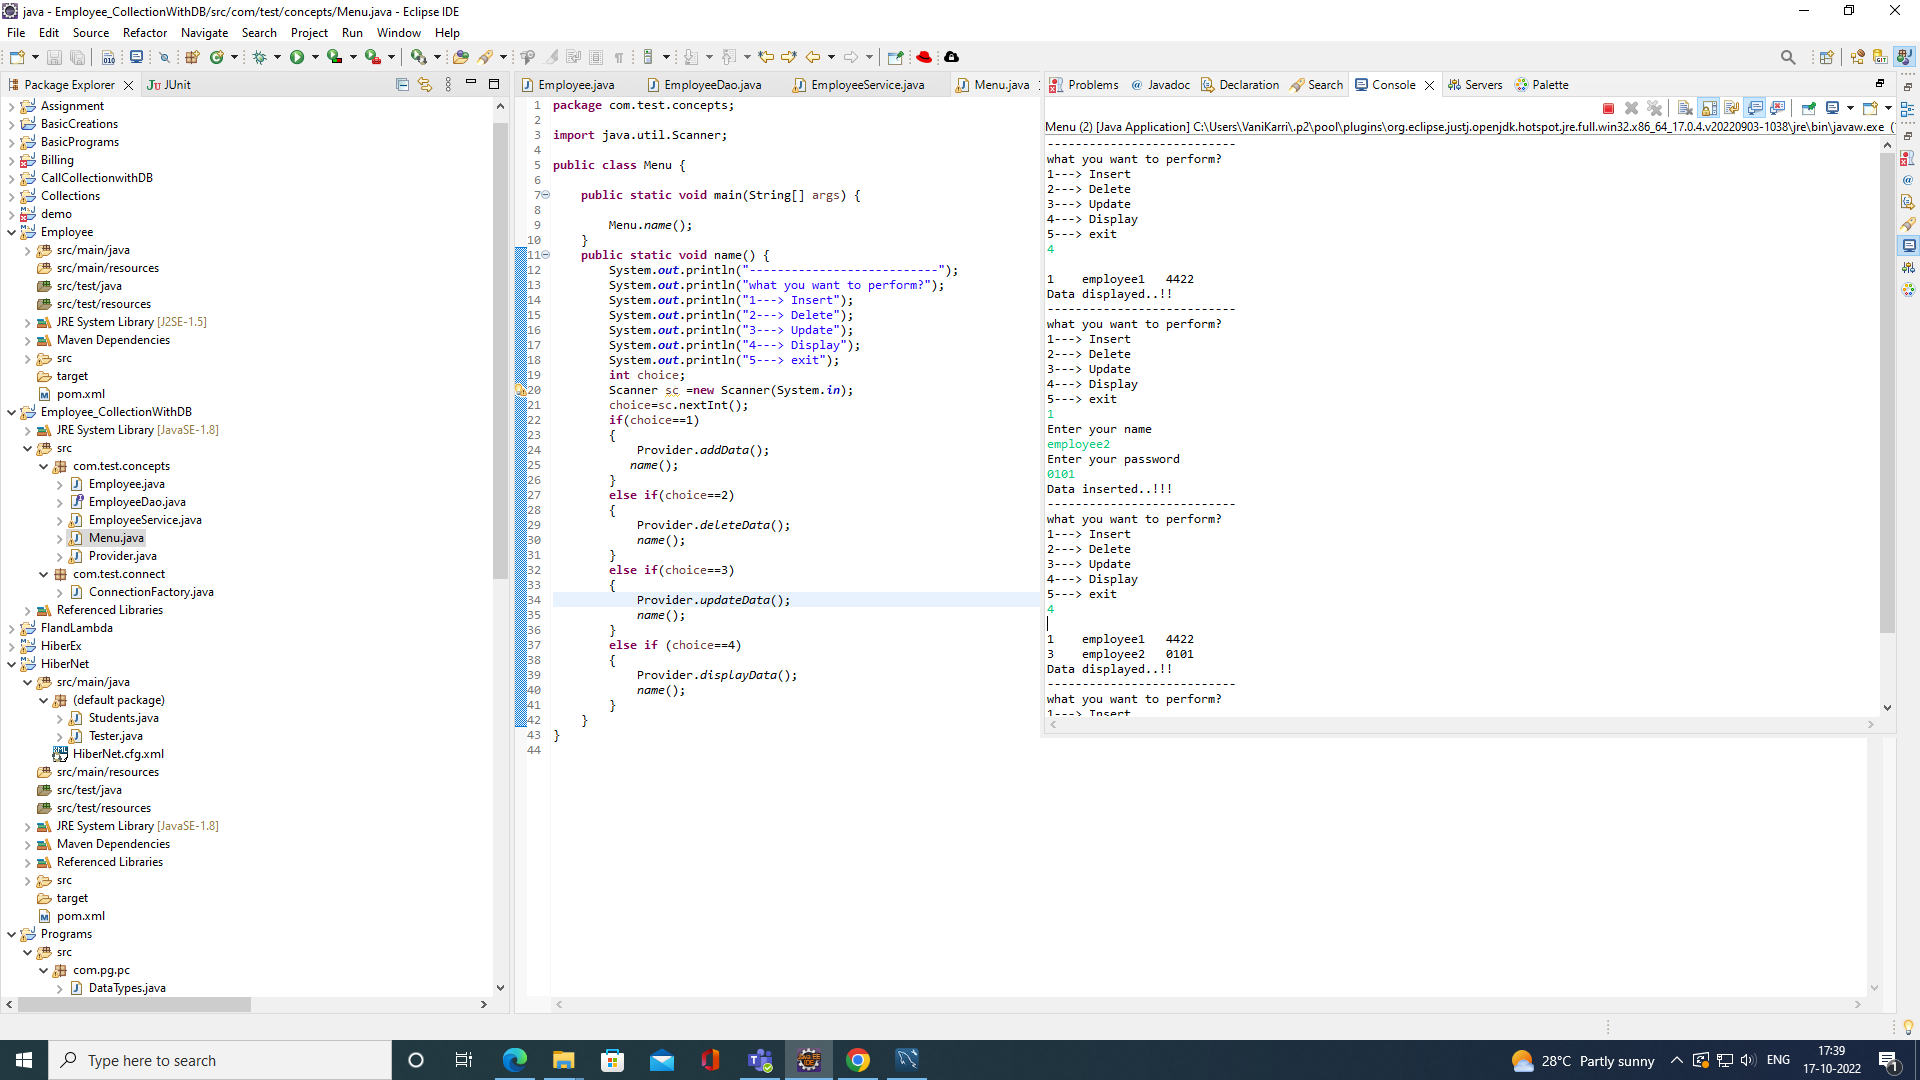 java - Employee_CollectionWithDB/src/com/test/concepts/Menu.java - Eclipse IDE
File Edit Source Refactor Navigate Search Project Run Window Help
Package Explorer JUnit
Assignment
BasicCreations
BasicPrograms
Billing
CallCollectionwithDB
Collections
demo
Employee
src/main/java
src/main/resources
src/test/java
src/test/resources
JRE System Library [J2SE-1.5]
Maven Dependencies
src
target
pom.xml
Employee_CollectionWithDB
JRE System Library [JavaSE-1.8]
src
com.test.concepts
Employee.java
EmployeeDao.java
EmployeeService.java
Menu.java
Provider.java
com.test.connect
ConnectionFactory.java
Referenced Libraries
FIandLambda
HiberEx
HiberNet
src/main/java
(default package)
Students.java
Tester.java
HiberNet.cfg.xml
src/main/resources
src/test/java
src/test/resources
JRE System Library [JavaSE-1.8]
Maven Dependencies
Referenced Libraries
src
target
pom.xml
Programs
src
com.pg.pc
DataTypes.java
Employee.java EmployeeDao.java EmployeeService.java Menu.java
1 package com.test.concepts;
2
3 import java.util.Scanner;
4
5 public class Menu {
6
7 public static void main(String[] args) {
8
9 Menu.name();
10 }
11 public static void name() {
12 System.out.println("---------------------------");
13 System.out.println("what you want to perform?");
14 System.out.println("1---> Insert");
15 System.out.println("2---> Delete");
16 System.out.println("3---> Update");
17 System.out.println("4---> Display");
18 System.out.println("5---> exit");
19 int choice;
20 Scanner sc =new Scanner(System.in);
21 choice=sc.nextInt();
22 if(choice==1)
23 {
24 Provider.addData();
25 name();
26 }
27 else if(choice==2)
28 {
29 Provider.deleteData();
30 name();
31 }
32 else if(choice==3)
33 {
34 Provider.updateData();
35 name();
36 }
37 else if (choice==4)
38 {
39 Provider.displayData();
40 name();
41 }
42 }
43 }
44
Problems Javadoc Declaration Search Console Servers Palette
Menu (2) [Java Application] C:\Users\VaniKarri\.p2\pool\plugins\org.eclipse.justj.openjdk.hotspot.jre.full.win32.x86_64_17.0.4.v20220903-1038\jre\bin\javaw.exe (
---------------------------
what you want to perform?
1---> Insert
2---> Delete
3---> Update
4---> Display
5---> exit
4
1 employee1 4422
Data displayed..!!
---------------------------
what you want to perform?
1---> Insert
2---> Delete
3---> Update
4---> Display
5---> exit
1
Enter your name
employee2
Enter your password
0101
Data inserted..!!!
---------------------------
what you want to perform?
1---> Insert
2---> Delete
3---> Update
4---> Display
5---> exit
4
1 employee1 4422
3 employee2 0101
Data displayed..!!
---------------------------
what you want to perform?
1---> Insert
Type here to search
28°C Partly sunny
ENG
17:39
17-10-2022
1